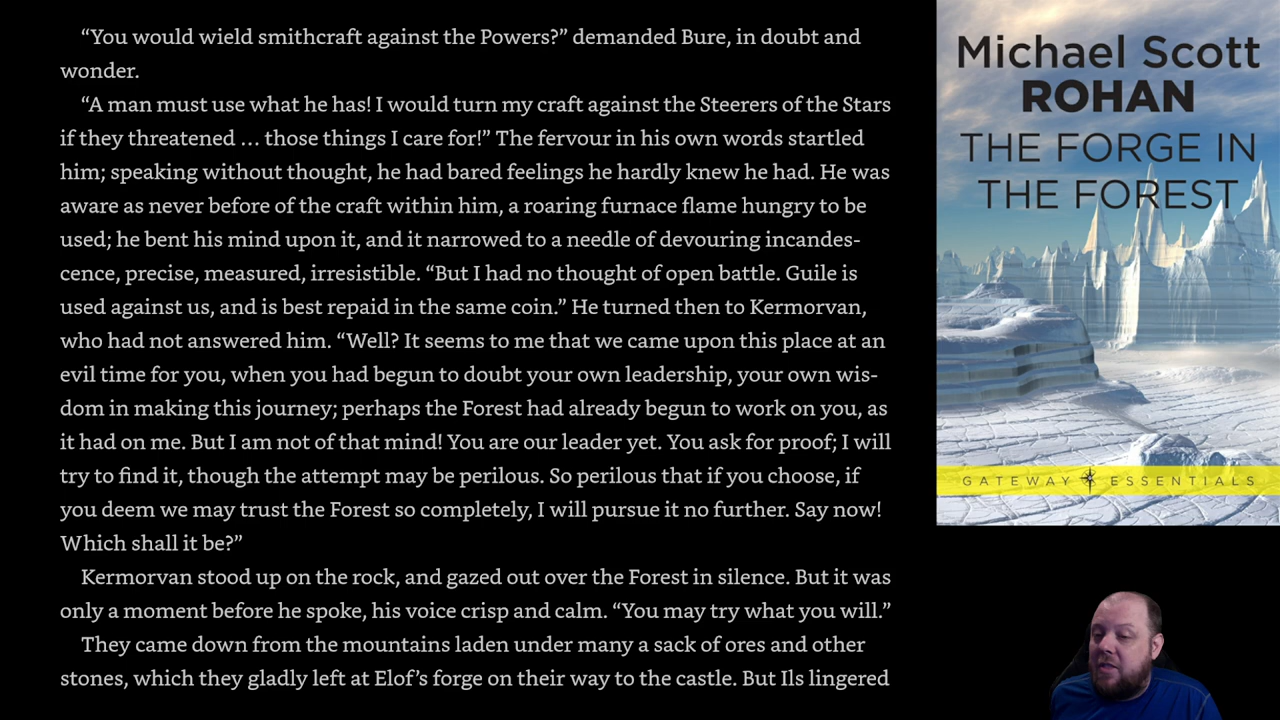 “You would wield smithcraft against the Powers?” demanded Bure, in doubt and
wonder.
“A man must use what he has! I would turn my craft against the Steerers of the Stars
if they threatened … those things I care for!” The fervour in his own words startled
him; speaking without thought, he had bared feelings he hardly knew he had. He was
aware as never before of the craft within him, a roaring furnace flame hungry to be
used; he bent his mind upon it, and it narrowed to a needle of devouring incandes-
cence, precise, measured, irresistible. “But I had no thought of open battle. Guile is
used against us, and is best repaid in the same coin.” He turned then to Kermorvan,
who had not answered him. “Well? It seems to me that we came upon this place at an
evil time for you, when you had begun to doubt your own leadership, your own wis-
dom in making this journey; perhaps the Forest had already begun to work on you, as
it had on me. But I am not of that mind! You are our leader yet. You ask for proof; I will
try to find it, though the attempt may be perilous. So perilous that if you choose, if
you deem we may trust the Forest so completely, I will pursue it no further. Say now!
Which shall it be?”
Kermorvan stood up on the rock, and gazed out over the Forest in silence. But it was
only a moment before he spoke, his voice crisp and calm. “You may try what you will.”
They came down from the mountains laden under many a sack of ores and other
stones, which they gladly left at Elof’s forge on their way to the castle. But Ils lingered
Michael Scott
ROHAN
THE FORGE IN
THE FOREST
GATEWAY ESSENTIALS